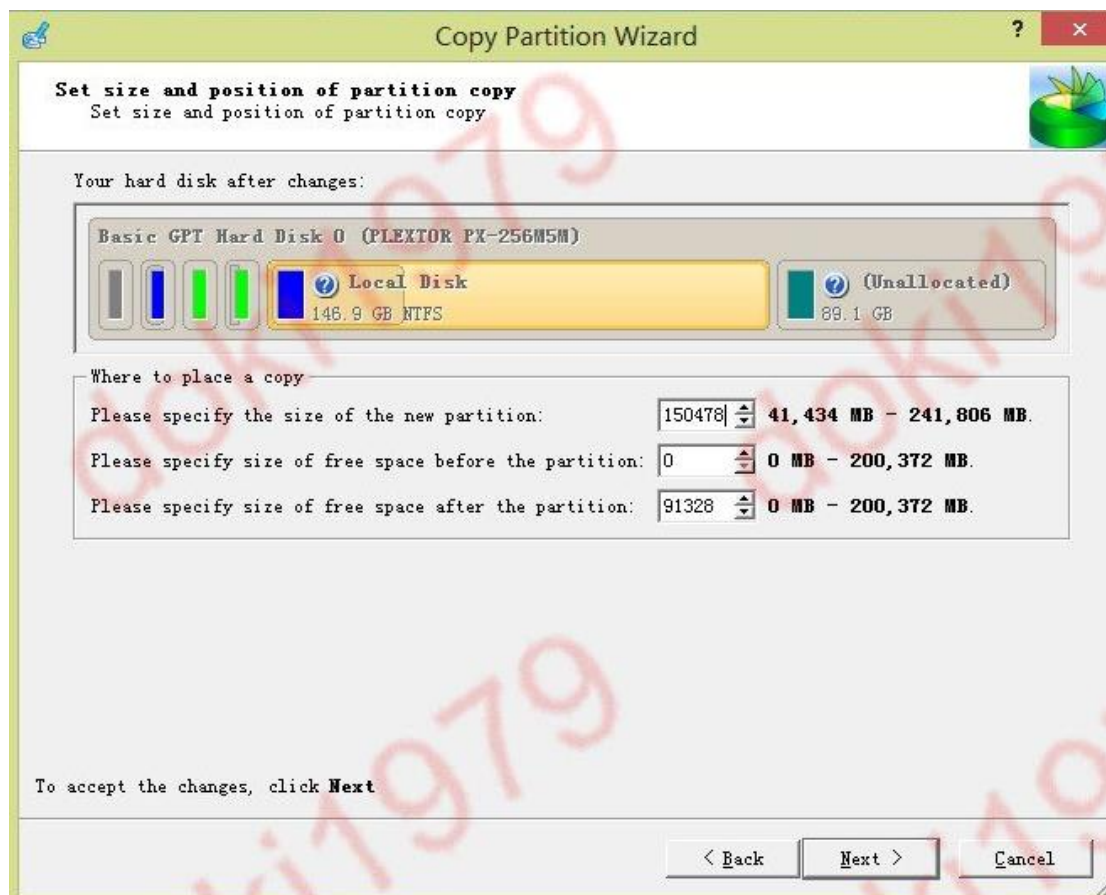 Copy Partition Wizard
?
Set size and position of partition copy
Set size and position of partition copy
Your hard disk after changes:
Basic GPT Hard Disk 0 (PLEXTOR PX-256M5M)
Local Disk
146.9 GB NTFS
(Unallocated)
89.1 GB
Where to place a copy
Please specify the size of the new partition: 150478 41,434 MB - 241,806 MB.
Please specify size of free space before the partition: 0 0 MB - 200,372 MB.
Please specify size of free space after the partition: 91328 0 MB - 200,372 MB.
To accept the changes, click Next
< Back Next > Cancel
doki1979
doki1979
doki1979